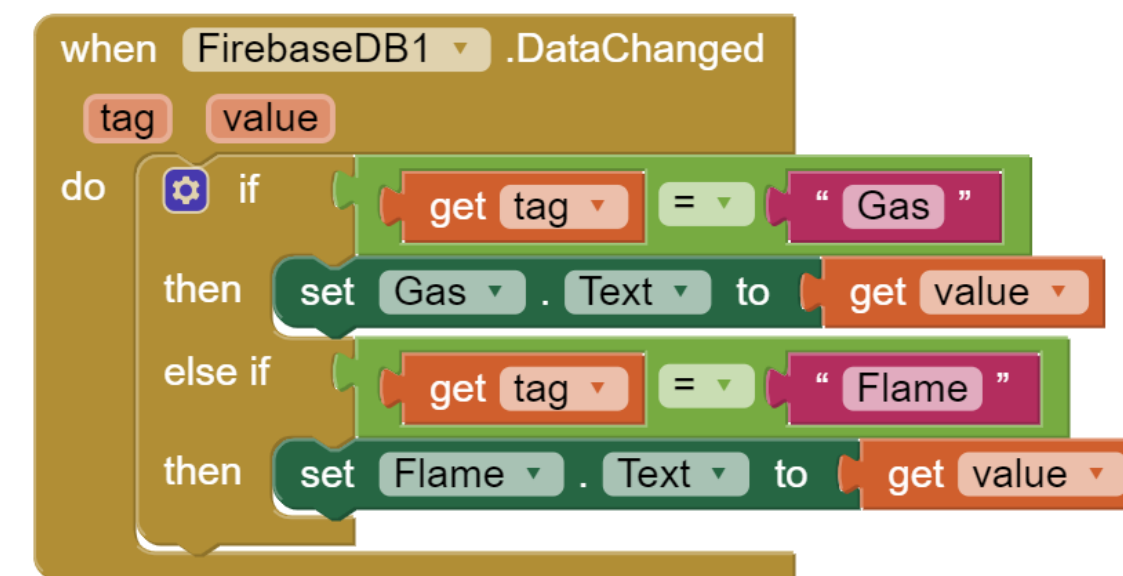 when FirebaseDB1 .DataChanged
tag value
do if get tag = “ Gas ”
then set Gas . Text to get value
else if get tag = “ Flame ”
then set Flame . Text to get value